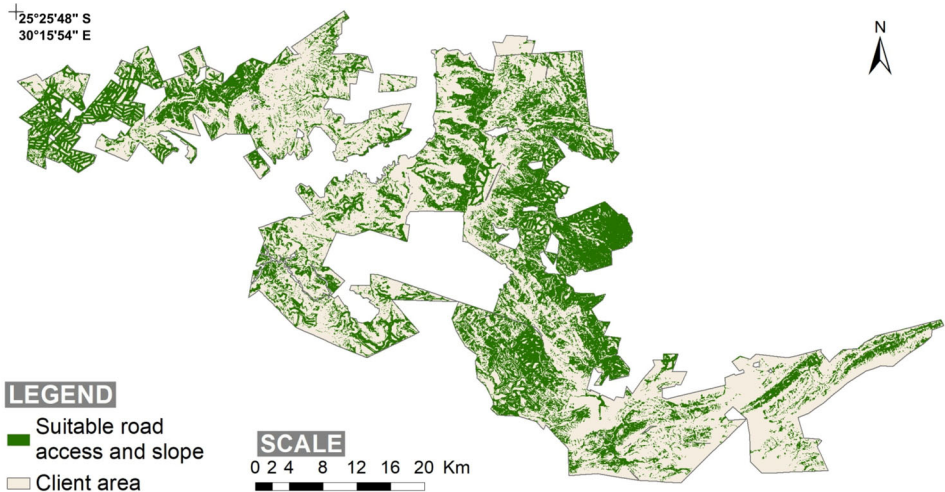 25°25'48" S
30°15'54" E
N
LEGEND
Suitable road
access and slope
Client area
SCALE
0 2 4 8 12 16 20 Km